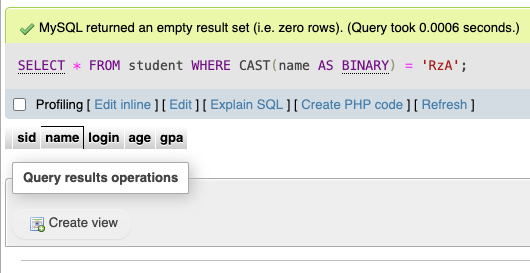 MySQL returned an empty result set (i.e. zero rows). (Query took 0.0006 seconds.)
SELECT * FROM student WHERE CAST(name AS BINARY) = 'RzA';
Profiling [ Edit inline ] [ Edit ] [ Explain SQL ] [ Create PHP code ] [ Refresh ]
sid name login age gpa
Query results operations
Create view